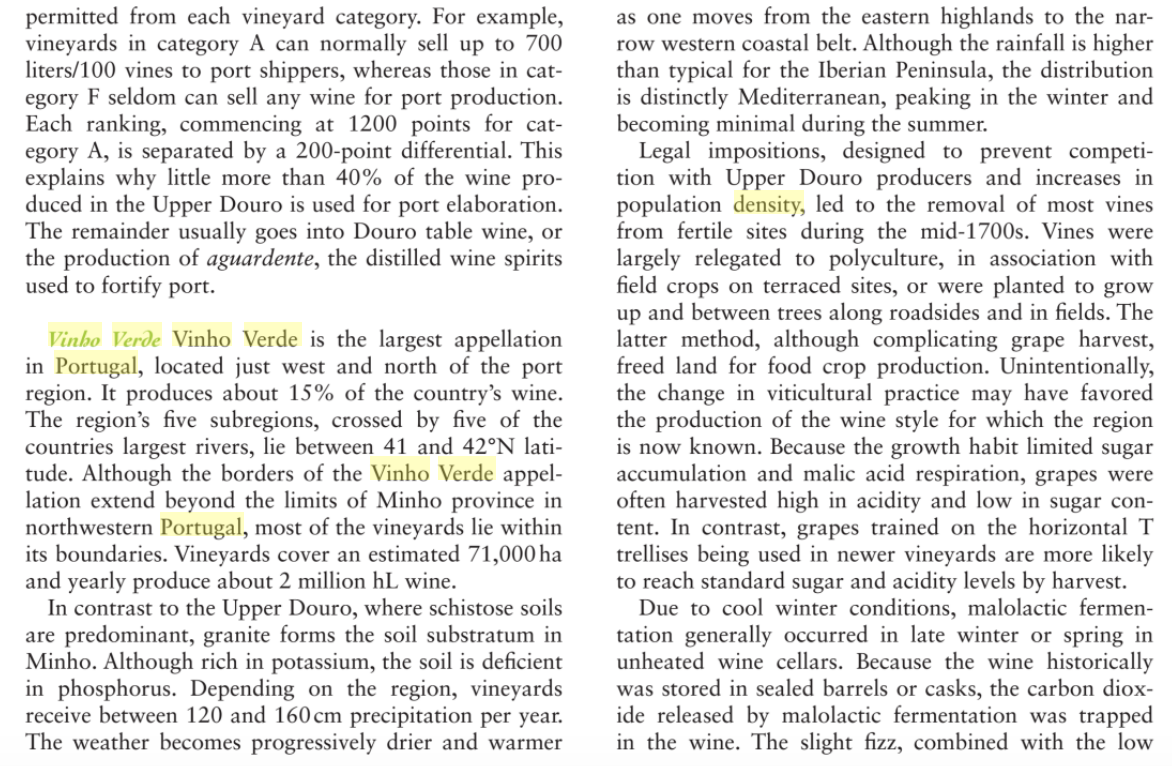 permitted from each vineyard category. For example,
vineyards in category A can normally sell up to 700
liters/100 vines to port shippers, whereas those in cat-
egory F seldom can sell any wine for port production.
Each ranking, commencing at 1200 points for cat-
egory A, is separated by a 200-point differential. This
explains why little more than 40% of the wine pro-
duced in the Upper Douro is used for port elaboration.
The remainder usually goes into Douro table wine, or
the production of aguardente, the distilled wine spirits
used to fortify port.
Vinho Verde Vinho Verde is the largest appellation
in Portugal, located just west and north of the port
region. It produces about 15% of the country's wine.
The region's five subregions, crossed by five of the
countries largest rivers, lie between 41 and 42°N lati-
tude. Although the borders of the Vinho Verde appel-
lation extend beyond the limits of Minho province in
northwestern Portugal, most of the vineyards lie within
its boundaries. Vineyards cover an estimated 71,000 ha
and yearly produce about 2 million hL wine.
In contrast to the Upper Douro, where schistose soils
are predominant, granite forms the soil substratum in
Minho. Although rich in potassium, the soil is deficient
in phosphorus. Depending on the region, vineyards
receive between 120 and 160 cm precipitation per year.
The weather becomes progressively drier and warmer
as one moves from the eastern highlands to the nar-
row western coastal belt. Although the rainfall is higher
than typical for the Iberian Peninsula, the distribution
is distinctly Mediterranean, peaking in the winter and
becoming minimal during the summer.
Legal impositions, designed to prevent competi-
tion with Upper Douro producers and increases in
population density, led to the removal of most vines
from fertile sites during the mid-1700s. Vines were
largely relegated to polyculture, in association with
field crops on terraced sites, or were planted to grow
up and between trees along roadsides and in fields. The
latter method, although complicating grape harvest,
freed land for food crop production. Unintentionally,
the change in viticultural practice may have favored
the production of the wine style for which the region
is now known. Because the growth habit limited sugar
accumulation and malic acid respiration, grapes were
often harvested high in acidity and low in sugar con-
tent. In contrast, grapes trained on the horizontal T
trellises being used in newer vineyards are more likely
to reach standard sugar and acidity levels by harvest.
Due to cool winter conditions, malolactic fermen-
tation generally occurred in late winter or spring in
unheated wine cellars. Because the wine historically
was stored in sealed barrels or casks, the carbon diox-
ide released by malolactic fermentation was trapped
in the wine. The slight fizz, combined with the low